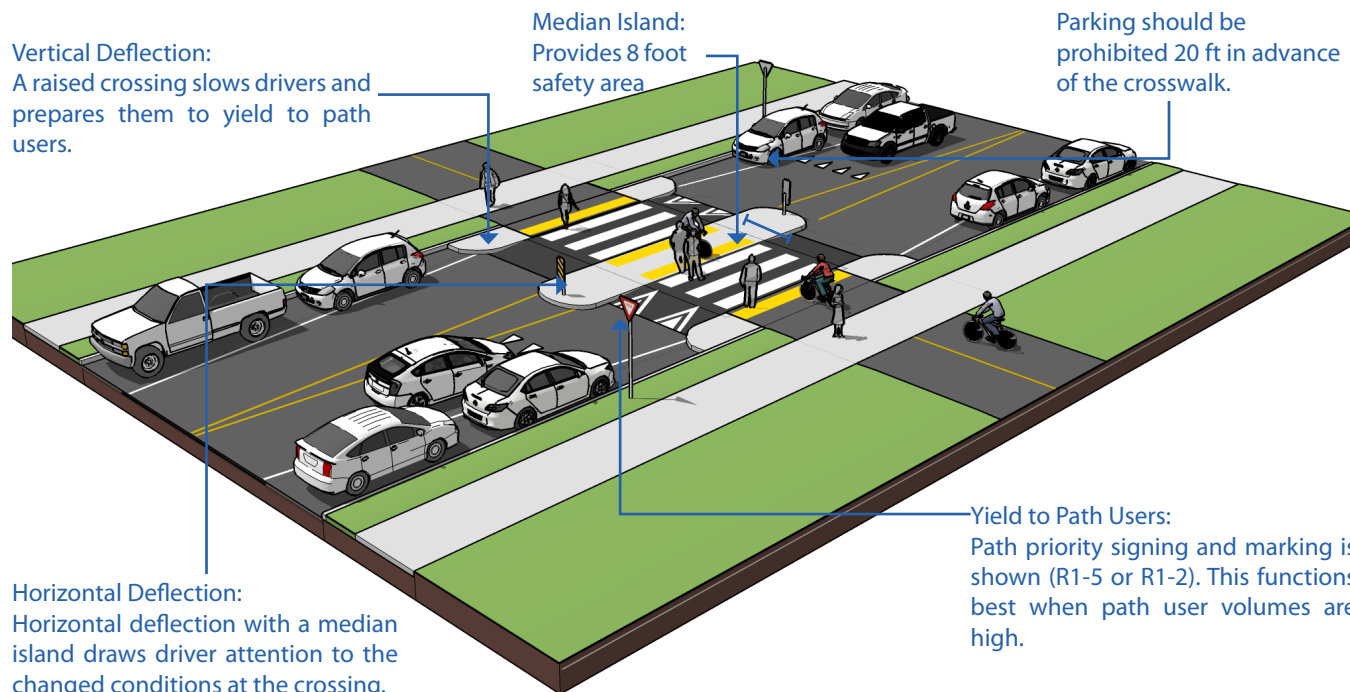 Vertical Deflection:
A raised crossing slows drivers and
prepares them to yield to path
users.
Median Island:
Provides 8 foot
safety area
Parking should be
prohibited 20 ft in advance
of the crosswalk.
Horizontal Deflection:
Horizontal deflection with a median
island draws driver attention to the
changed conditions at the crossing.
Yield to Path Users:
Path priority signing and marking is
shown (R1-5 or R1-2). This functions
best when path user volumes are
high.